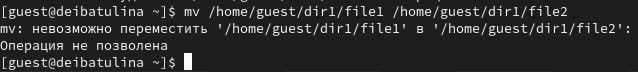 [guest@deibatulina ~]$ mv /home/guest/dir1/file1 /home/guest/dir1/file2
mv: невозможно переместить '/home/guest/dir1/file1' в '/home/guest/dir1/file2':
Операция не позволена
[guest@deibatulina ~]$